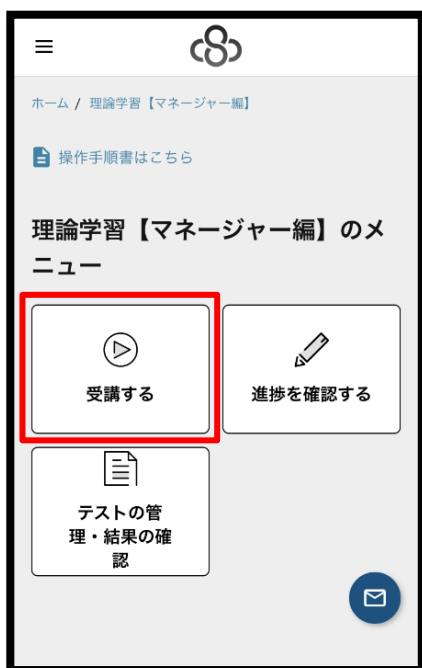 ホーム / 理論学習【マネージャー編】
操作手順書はこちら
理論学習【マネージャー編】のメ
ニュー
受講する
進捗を確認する
テストの管
理・結果の確
認